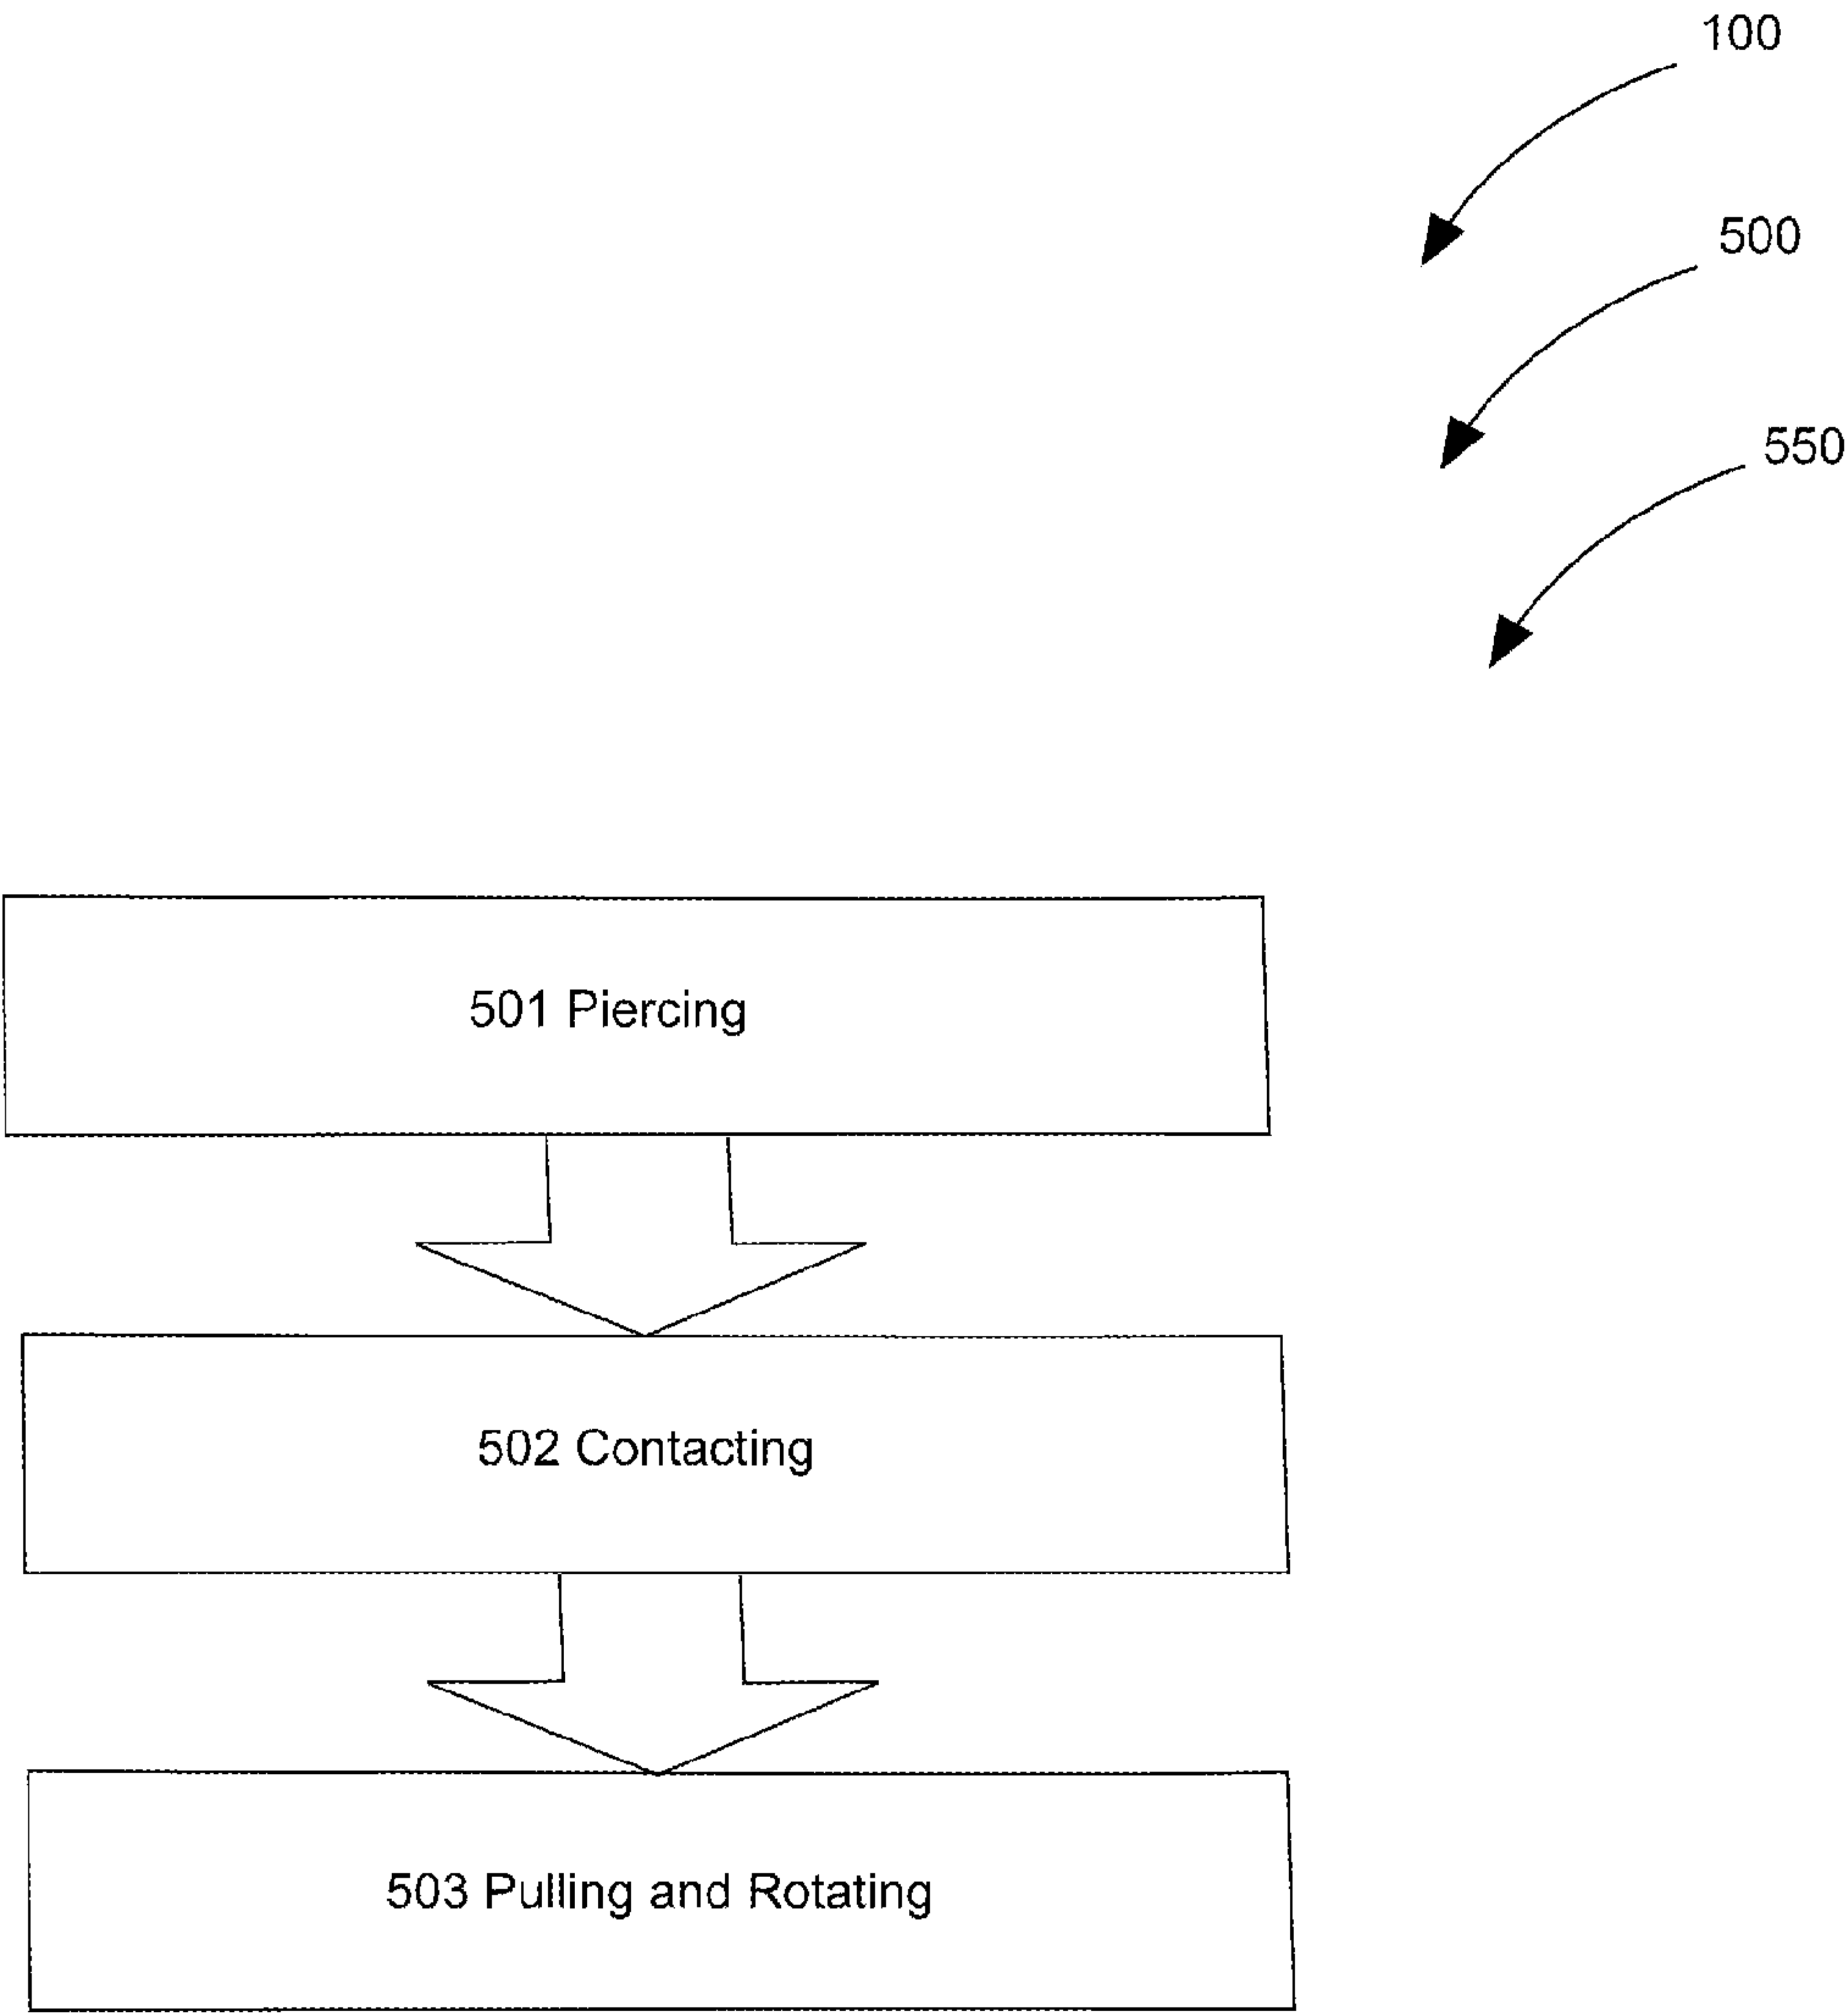 100
500
550
501 Piercing
502 Contacting
503 Pulling and Rotating